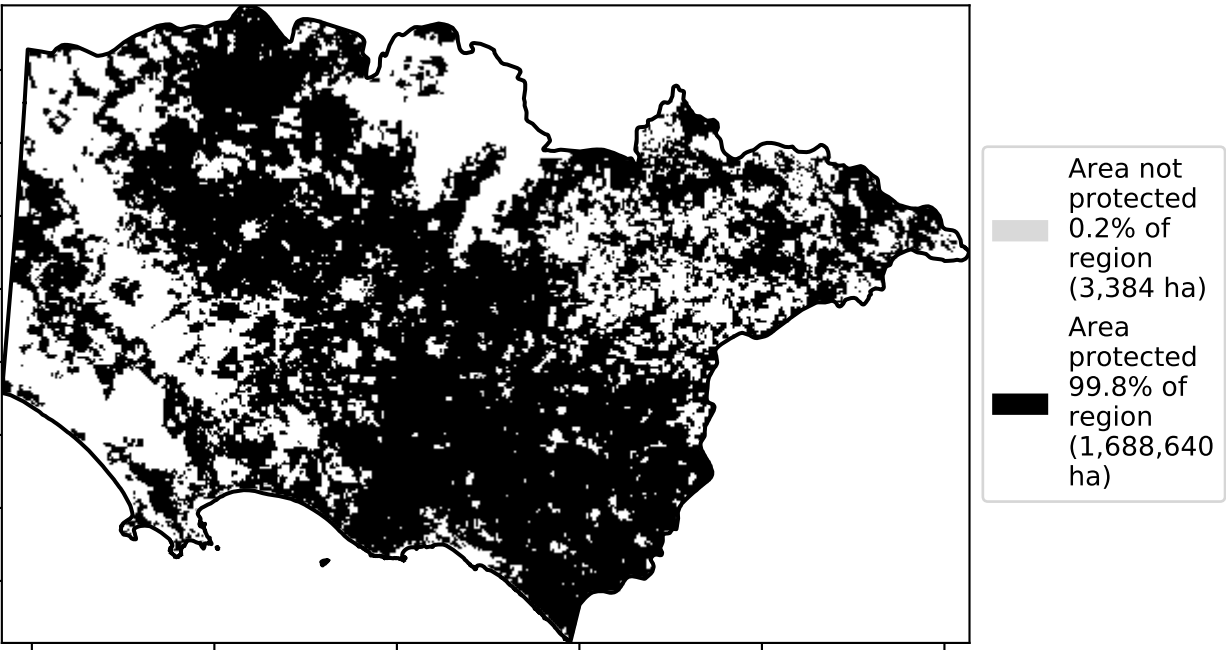 Area not
protected
0.2% of
region
(3,384 ha)
Area
protected
99.8% of
region
(1,688,640
ha)